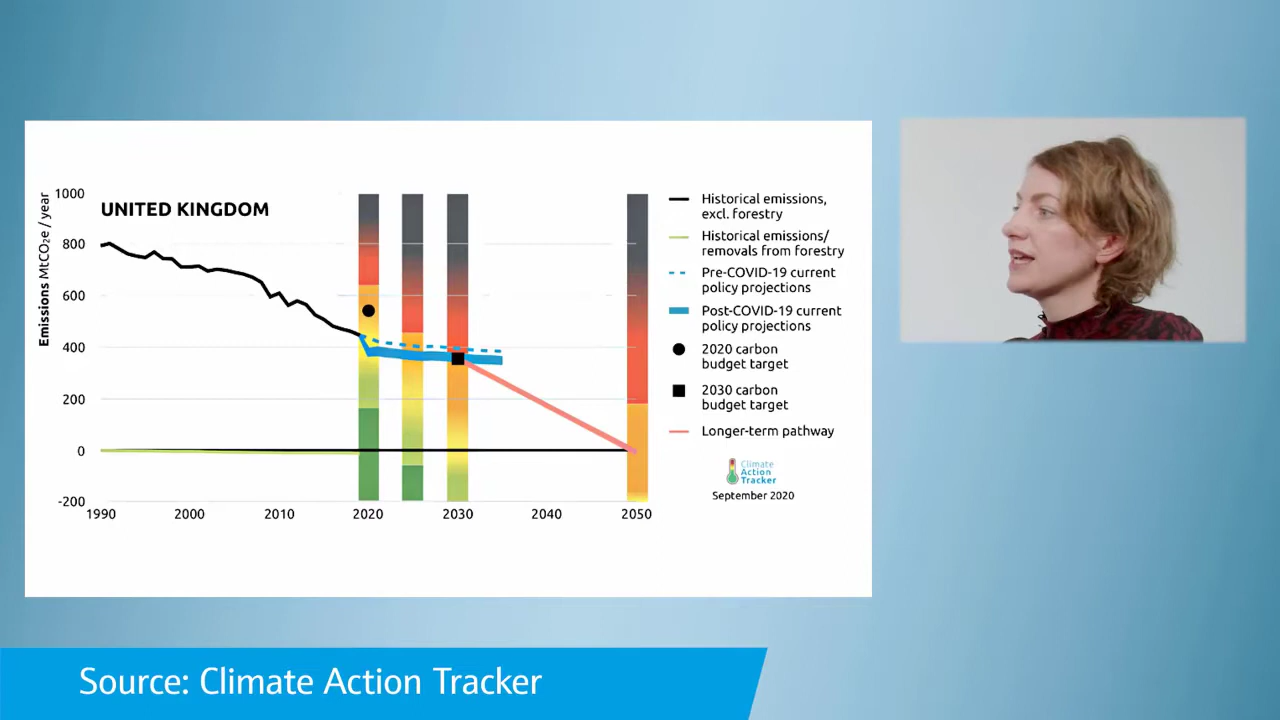 UNITED KINGDOM
Emissions MtCO₂e / year
1000
800
600
400
200
0
-200
1990
2000
2010
2020
2030
2040
2050
Historical emissions,
excl. forestry
Historical emissions/
removals from forestry
Pre-COVID-19 current
policy projections
Post-COVID-19 current
policy projections
2020 carbon
budget target
2030 carbon
budget target
Longer-term pathway
Climate
Action
Tracker
September 2020
Source: Climate Action Tracker